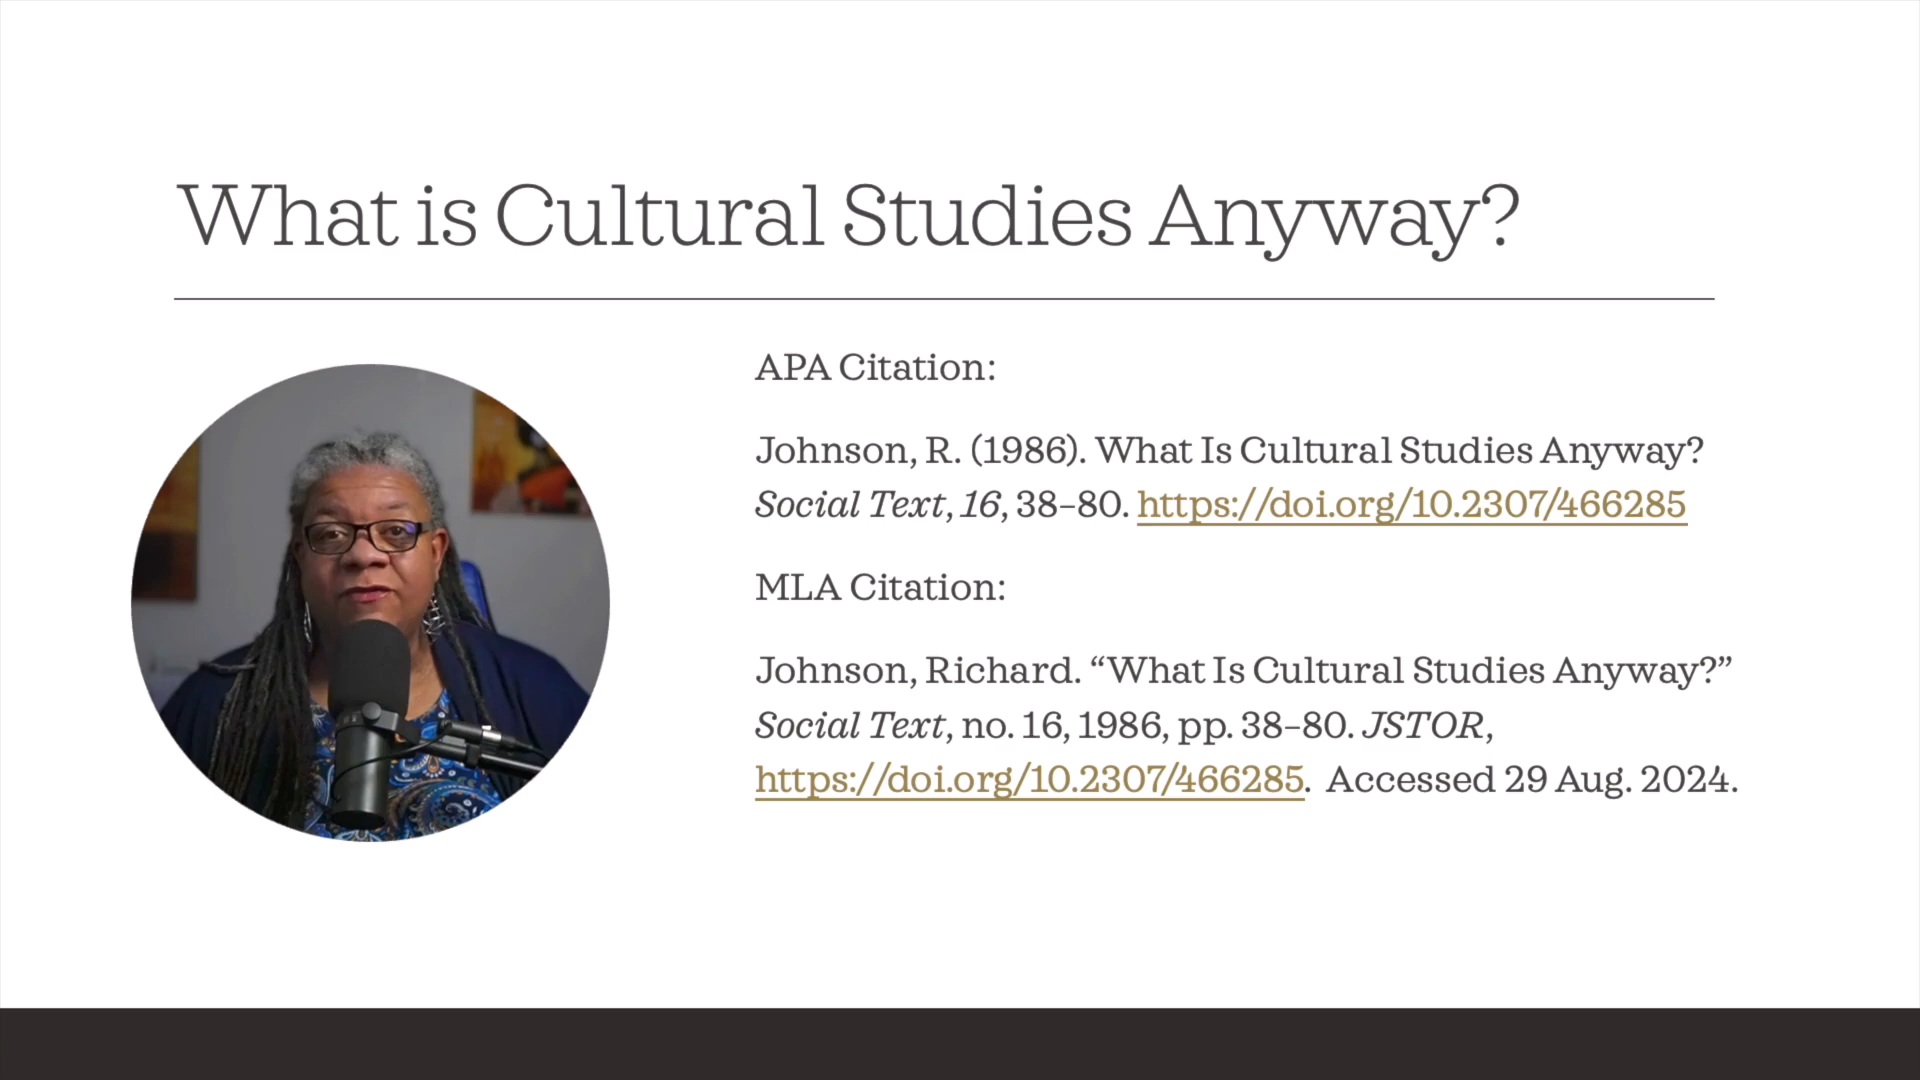 What is Cultural Studies Anyway?
APA Citation:
Johnson, R. (1986). What Is Cultural Studies Anyway?
Social Text, 16, 38–80. https://doi.org/10.2307/466285
MLA Citation:
Johnson, Richard. “What Is Cultural Studies Anyway?”
Social Text, no. 16, 1986, pp. 38–80. JSTOR,
https://doi.org/10.2307/466285.  Accessed 29 Aug. 2024.